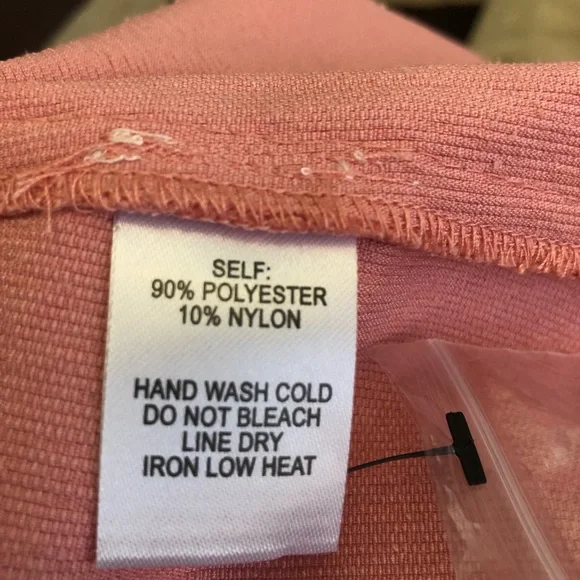 SELF:
90% POLYESTER
10% NYLON
HAND WASH COLD
DO NOT BLEACH
LINE DRY
IRON LOW HEAT